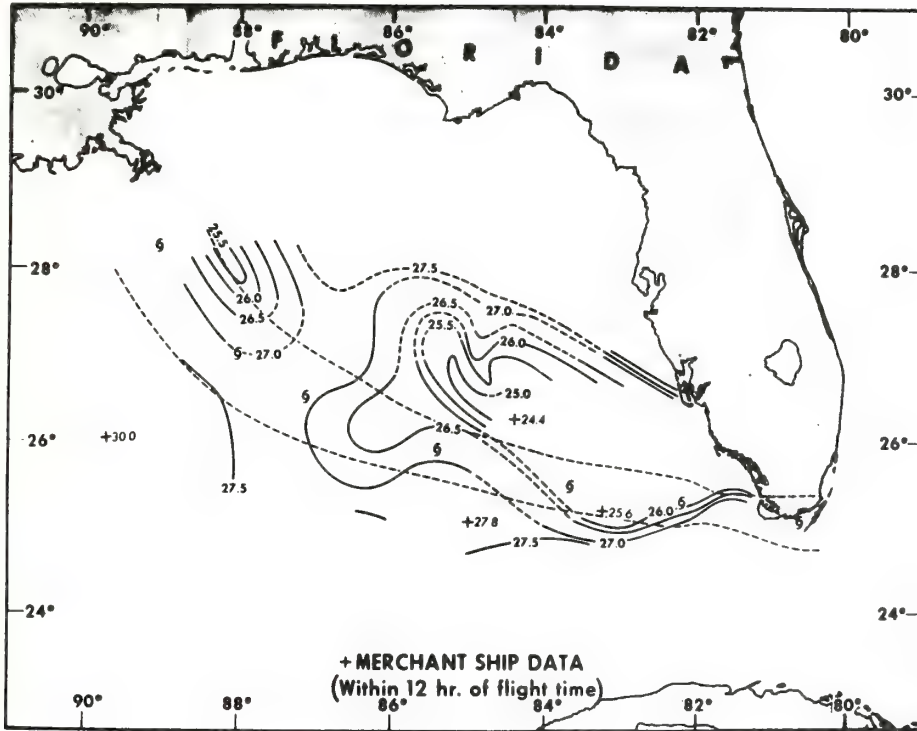 90° 88° 86° 84° 82° 80°
FLORIDA
30° 30°
25.5
28° 27.5 28°
26.0 26.5 27.0
26.5 25.5 26.0
27.0
25.0
+24.4
26° +300 26.5 26°
27.5 +27.8 +25.6 26.0
27.5 27.0
24° 24°
+MERCHANT SHIP DATA
(Within 12 hr. of flight time)
90° 88° 86° 84° 82° 80°